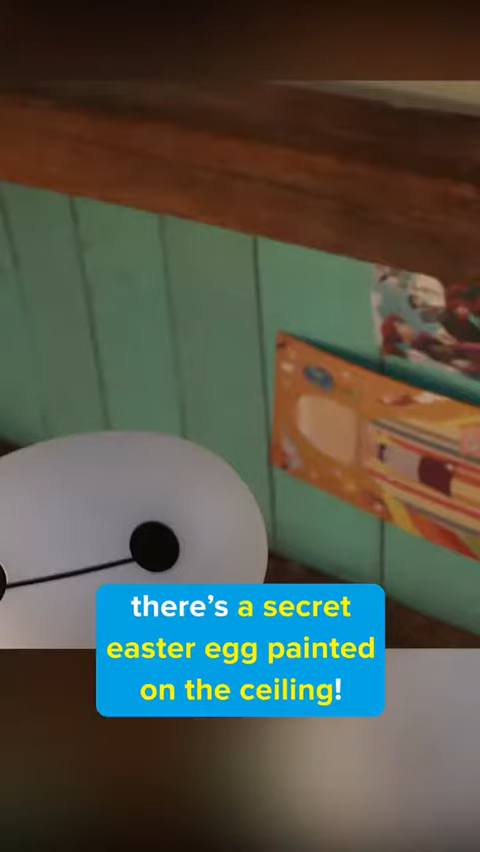 there’s a secret
easter egg painted
on the ceiling!